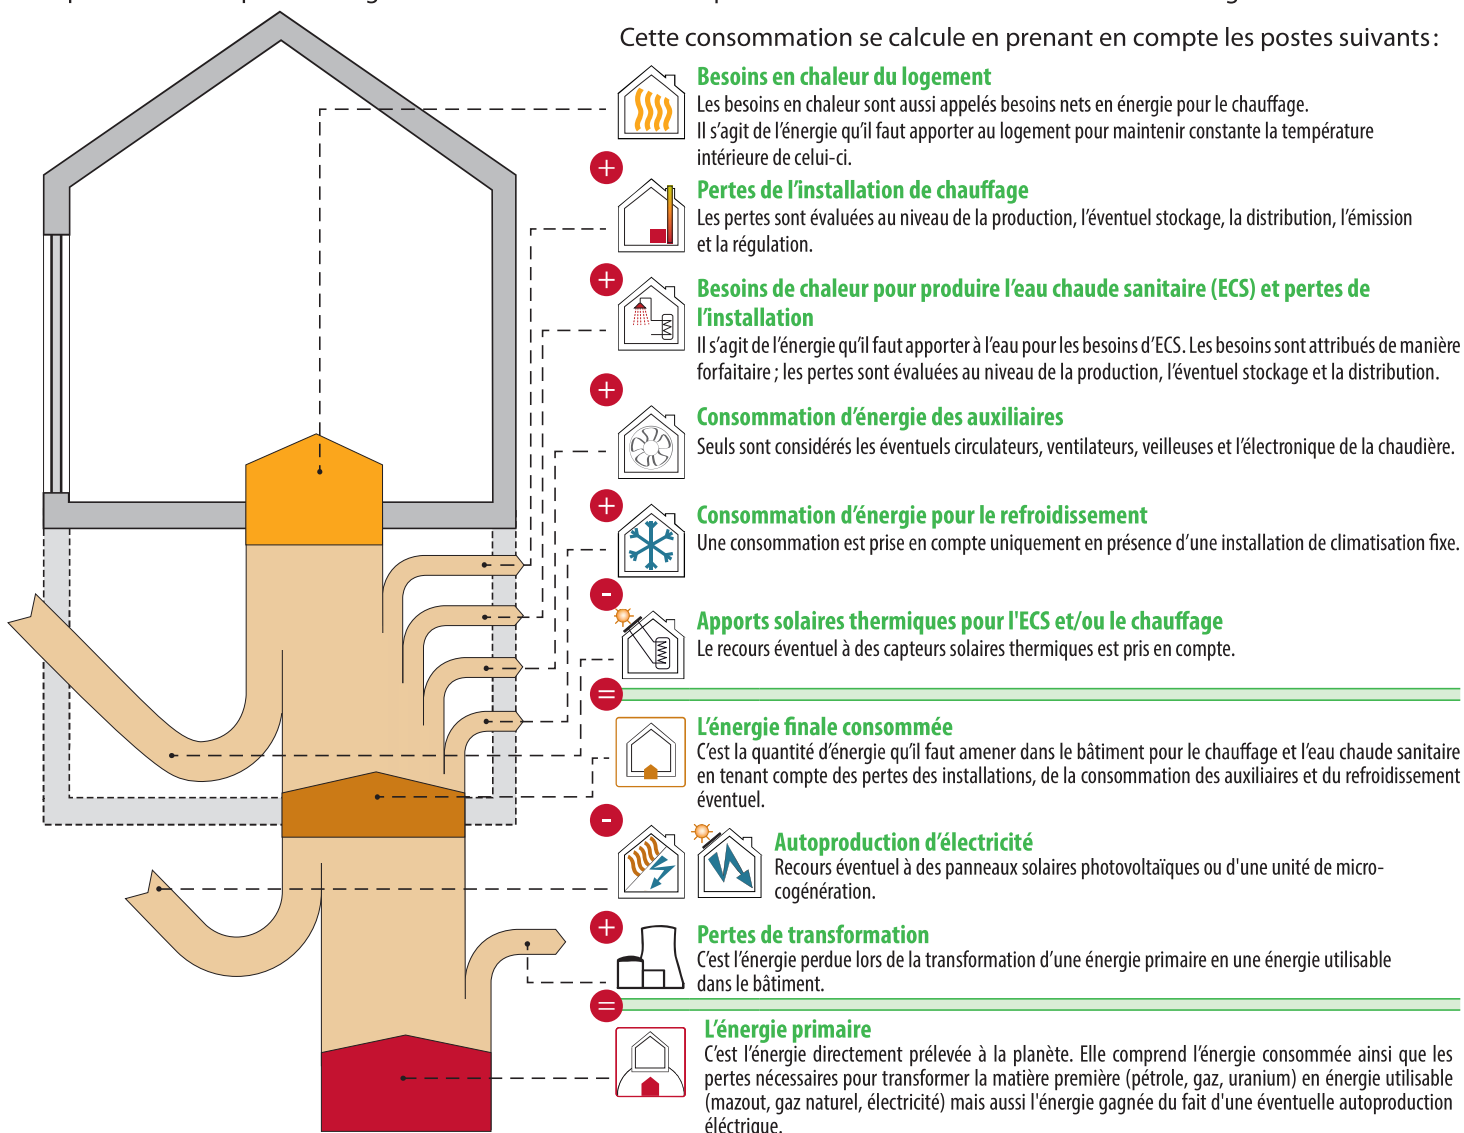 Cette consommation se calcule en prenant en compte les postes suivants :
Besoins en chaleur du logement
Les besoins en chaleur sont aussi appelés besoins nets en énergie pour le chauffage.
Il s'agit de l'énergie qu'il faut apporter au logement pour maintenir constante la température
intérieure de celui-ci.
+
Pertes de l'installation de chauffage
Les pertes sont évaluées au niveau de la production, l'éventuel stockage, la distribution, l'émission
et la régulation.
+
Besoins de chaleur pour produire l'eau chaude sanitaire (ECS) et pertes de
l'installation
Il s'agit de l'énergie qu'il faut apporter à l'eau pour les besoins d'ECS. Les besoins sont attribués de manière
forfaitaire ; les pertes sont évaluées au niveau de la production, l'éventuel stockage et la distribution.
+
Consommation d'énergie des auxiliaires
Seuls sont considérés les éventuels circulateurs, ventilateurs, veilleuses et l'électronique de la chaudière.
+
Consommation d'énergie pour le refroidissement
Une consommation est prise en compte uniquement en présence d'une installation de climatisation fixe.
-
Apports solaires thermiques pour l'ECS et/ou le chauffage
Le recours éventuel à des capteurs solaires thermiques est pris en compte.
=
L'énergie finale consommée
C'est la quantité d'énergie qu'il faut amener dans le bâtiment pour le chauffage et l'eau chaude sanitaire
en tenant compte des pertes des installations, de la consommation des auxiliaires et du refroidissement
éventuel.
-
Autoproduction d'électricité
Recours éventuel à des panneaux solaires photovoltaïques ou d'une unité de micro-
cogénération.
+
Pertes de transformation
C'est l'énergie perdue lors de la transformation d'une énergie primaire en une énergie utilisable
dans le bâtiment.
=
L'énergie primaire
C'est l'énergie directement prélevée à la planète. Elle comprend l'énergie consommée ainsi que les
pertes nécessaires pour transformer la matière première (pétrole, gaz, uranium) en énergie utilisable
(mazout, gaz naturel, électricité) mais aussi l'énergie gagnée du fait d'une éventuelle autoproduction
éléctrique.